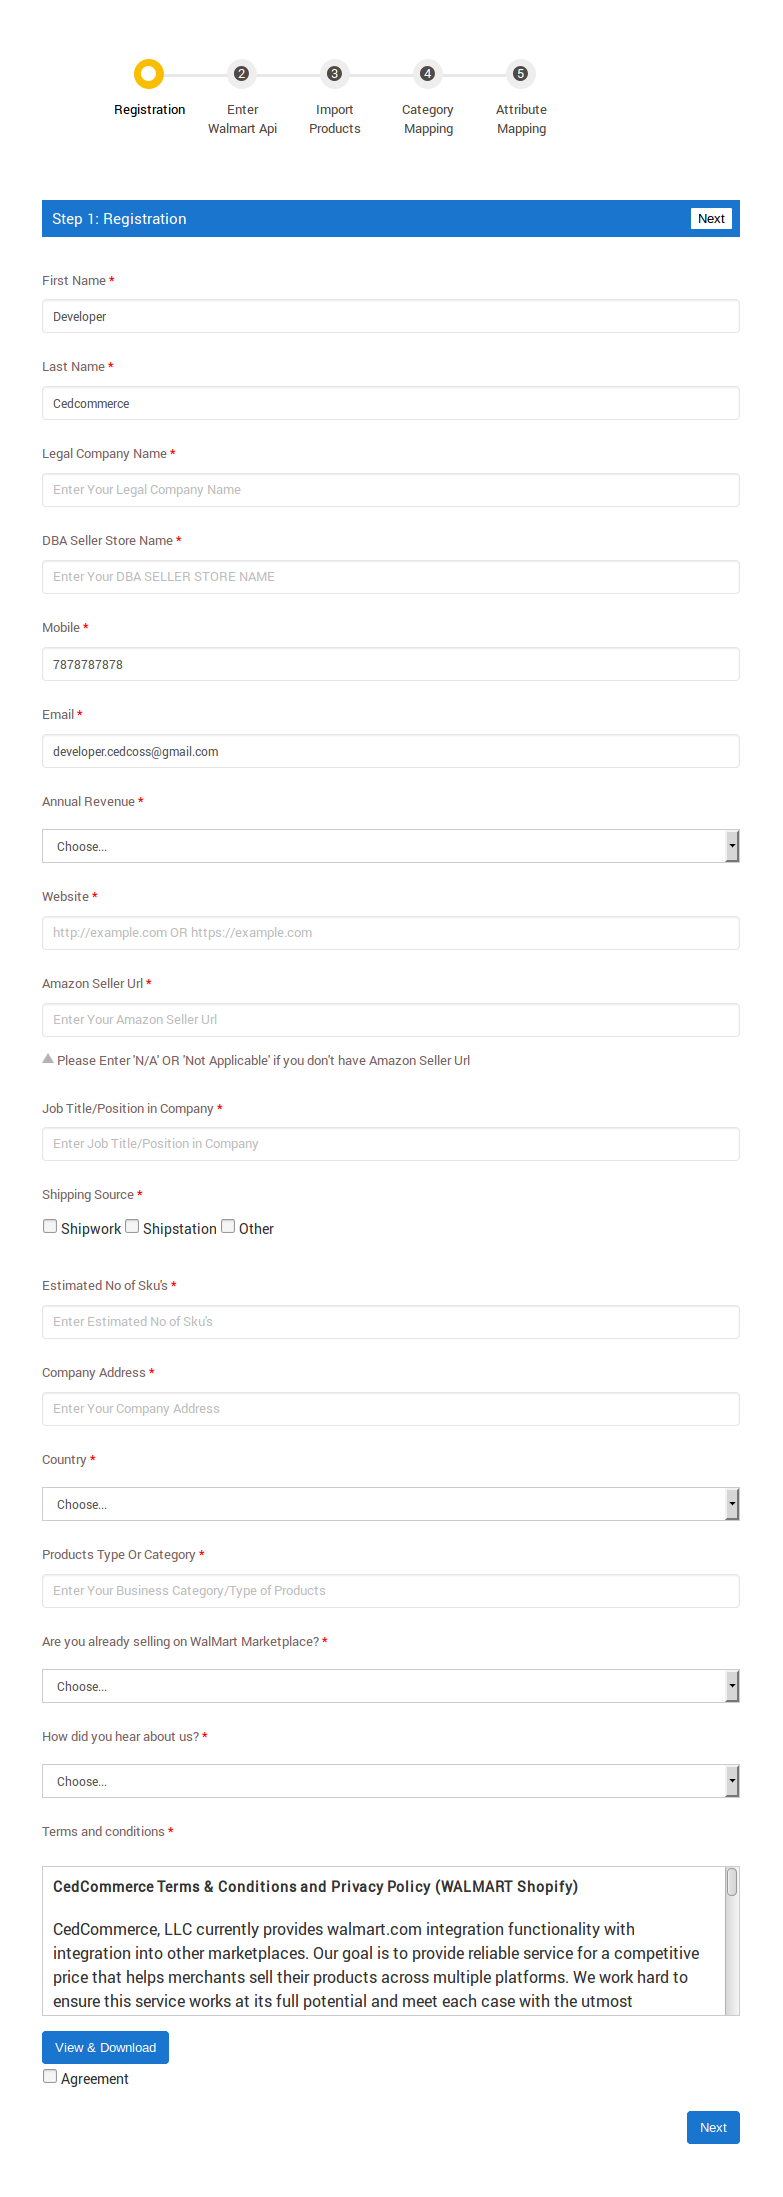 2 3 4 5
Registration Enter Import Category Attribute
Walmart Api Products Mapping Mapping
Step 1: Registration Next
First Name *
Developer
Last Name *
Cedcommerce
Legal Company Name *
Enter Your Legal Company Name
DBA Seller Store Name *
Enter Your DBA SELLER STORE NAME
Mobile *
7878787878
Email *
developer.cedcoss@gmail.com
Annual Revenue *
Choose...
Website *
http://example.com OR https://example.com
Amazon Seller Url *
Enter Your Amazon Seller Url
Please Enter 'N/A' OR 'Not Applicable' if you don't have Amazon Seller Url
Job Title/Position in Company *
Enter Job Title/Position in Company
Shipping Source *
Shipwork Shipstation Other
Estimated No of Sku's *
Enter Estimated No of Sku's
Company Address *
Enter Your Company Address
Country *
Choose...
Products Type Or Category *
Enter Your Business Category/Type of Products
Are you already selling on WalMart Marketplace? *
Choose...
How did you hear about us? *
Choose...
Terms and conditions *
CedCommerce Terms & Conditions and Privacy Policy (WALMART Shopify)
CedCommerce, LLC currently provides walmart.com integration functionality with
integration into other marketplaces. Our goal is to provide reliable service for a competitive
price that helps merchants sell their products across multiple platforms. We work hard to
ensure this service works at its full potential and meet each case with the utmost
View & Download
Agreement
Next